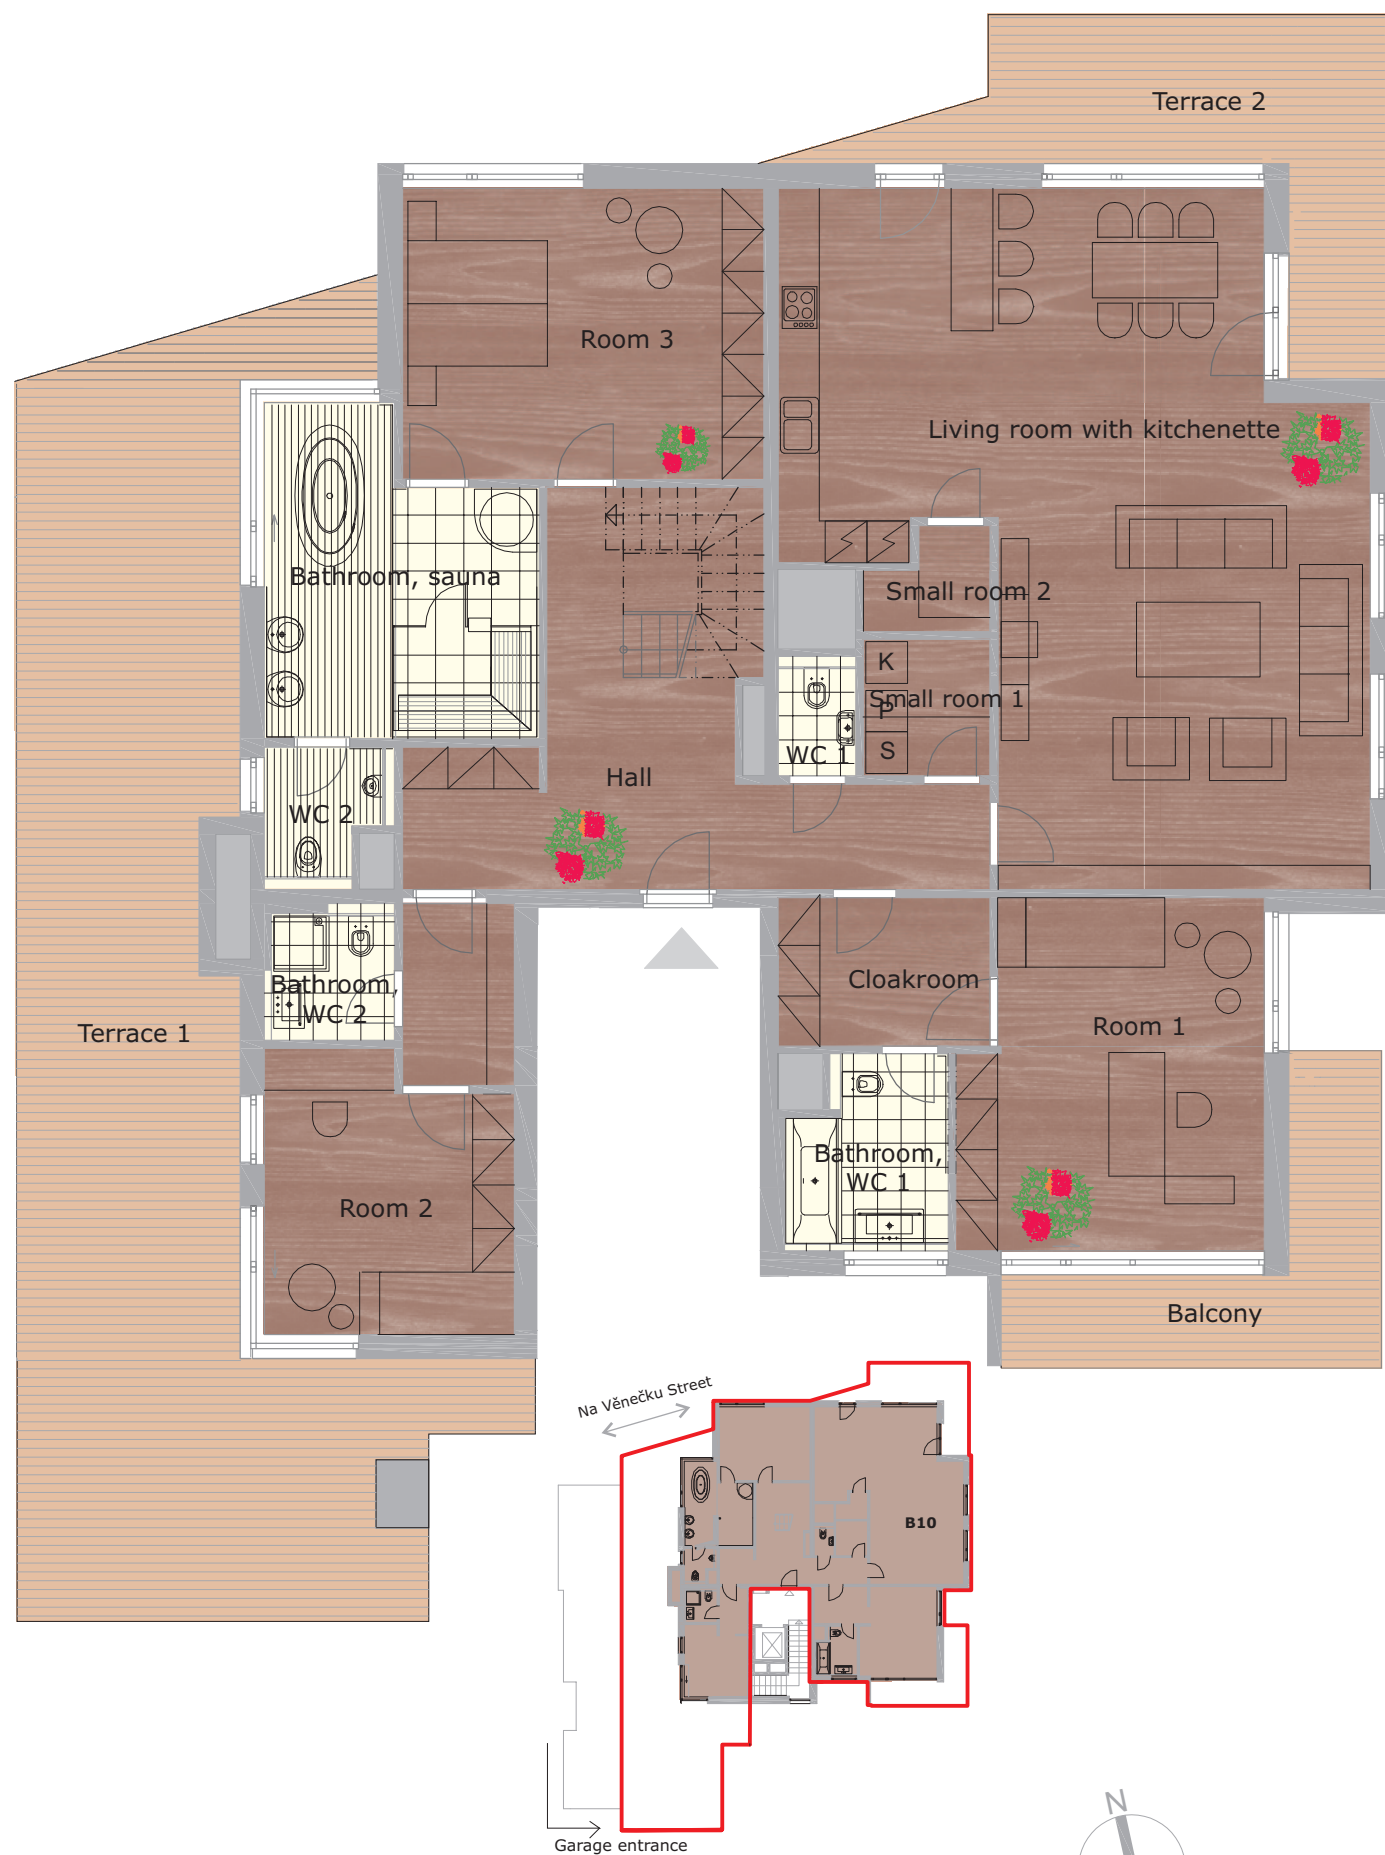 Terrace 2
Room 3
Living room with kitchenette
Bathroom, sauna
Small room 2
K
Small room 1
P
S
WC 1
Hall
WC 2
Cloakroom
Bathroom,
WC 2
Terrace 1
Room 1
Bathroom,
WC 1
Room 2
Balcony
Na Věnečku Street
B10
N
Garage entrance